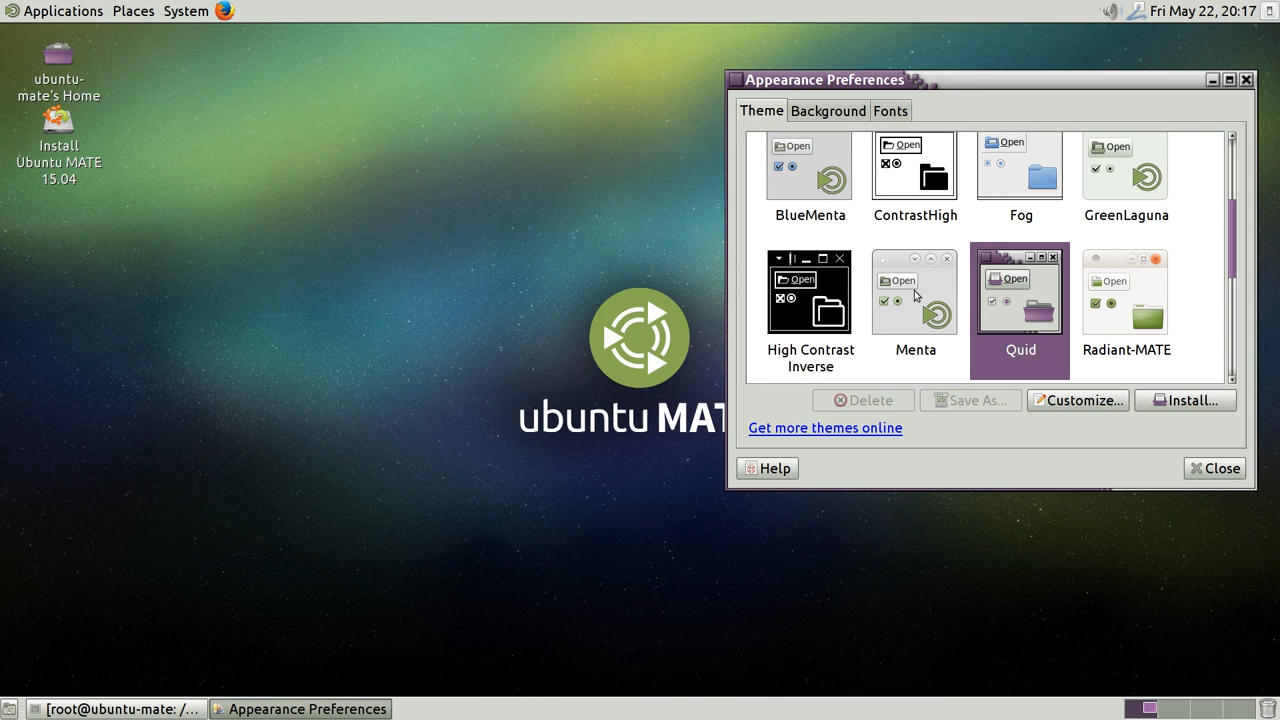 Applications Places System
Fri May 22, 20:17
ubuntu-
mate's Home
Install
Ubuntu MATE
15.04
ubuntu MAT
Appearance Preferences
Theme Background Fonts
Open Open Open Open
BlueMenta ContrastHigh Fog GreenLaguna
Open Open Open Open
High Contrast
Inverse
Menta Quid Radiant-MATE
Delete Save As... Customize... Install...
Get more themes online
Help Close
[root@ubuntu-mate: /... Appearance Preferences